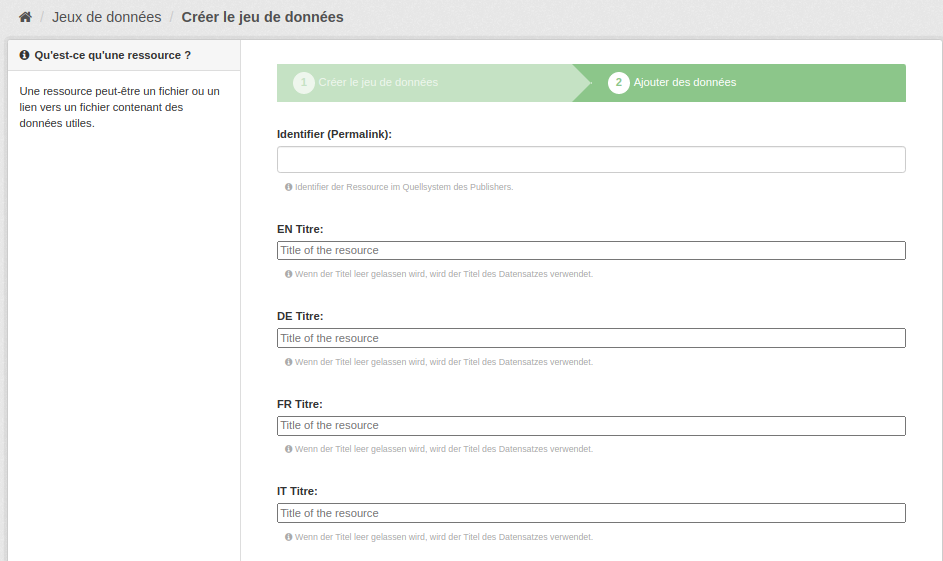 / Jeux de données / Créer le jeu de données
Qu'est-ce qu'une ressource ?
Une ressource peut-être un fichier ou un
lien vers un fichier contenant des
données utiles.
1 Créer le jeu de données
2 Ajouter des données
Identifier (Permalink):
Identifier der Ressource im Quellsystem des Publishers.
EN Titre:
Title of the resource
Wenn der Titel leer gelassen wird, wird der Titel des Datensatzes verwendet.
DE Titre:
Title of the resource
Wenn der Titel leer gelassen wird, wird der Titel des Datensatzes verwendet.
FR Titre:
Title of the resource
Wenn der Titel leer gelassen wird, wird der Titel des Datensatzes verwendet.
IT Titre:
Title of the resource
Wenn der Titel leer gelassen wird, wird der Titel des Datensatzes verwendet.